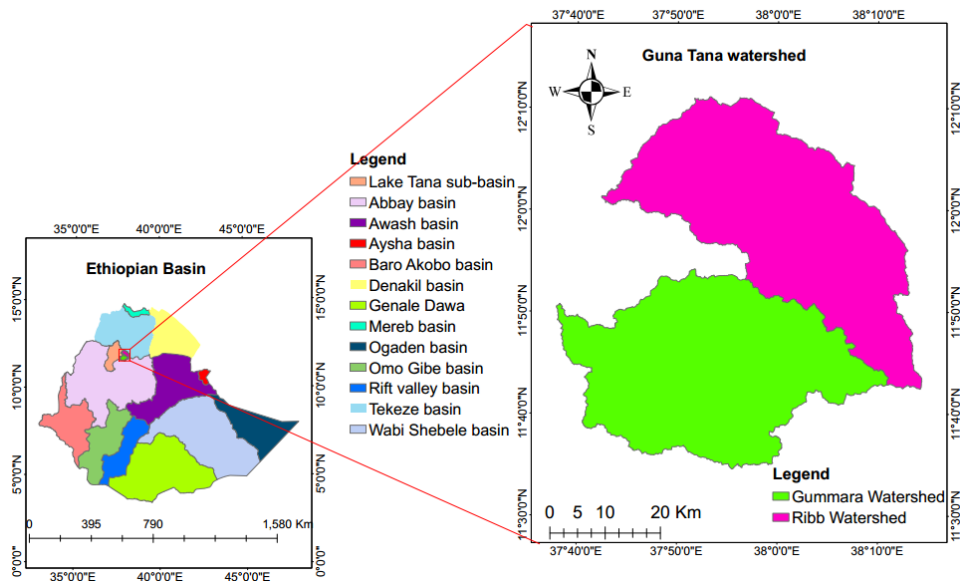 37°40'0"E 37°50'0"E 38°0'0"E 38°10'0"E
Guna Tana watershed
N
W E
S
12°10'0"N 12°10'0"N
12°0'0"N 12°0'0"N
11°50'0"N 11°50'0"N
11°40'0"N 11°40'0"N
11°30'0"N 11°30'0"N
Legend
Gummara Watershed
Ribb Watershed
0 5 10 20 Km
37°40'0"E 37°50'0"E 38°0'0"E 38°10'0"E
Legend
Lake Tana sub-basin
Abbay basin
Awash basin
Aysha basin
Baro Akobo basin
Denakil basin
Genale Dawa
Mereb basin
Ogaden basin
Omo Gibe basin
Rift valley basin
Tekeze basin
Wabi Shebele basin
35°0'0"E 40°0'0"E 45°0'0"E
Ethiopian Basin
15°0'0"N 15°0'0"N
10°0'0"N 10°0'0"N
5°0'0"N 5°0'0"N
0 395 790 1,580 Km
0°0'0" 0°0'0"
35°0'0"E 40°0'0"E 45°0'0"E